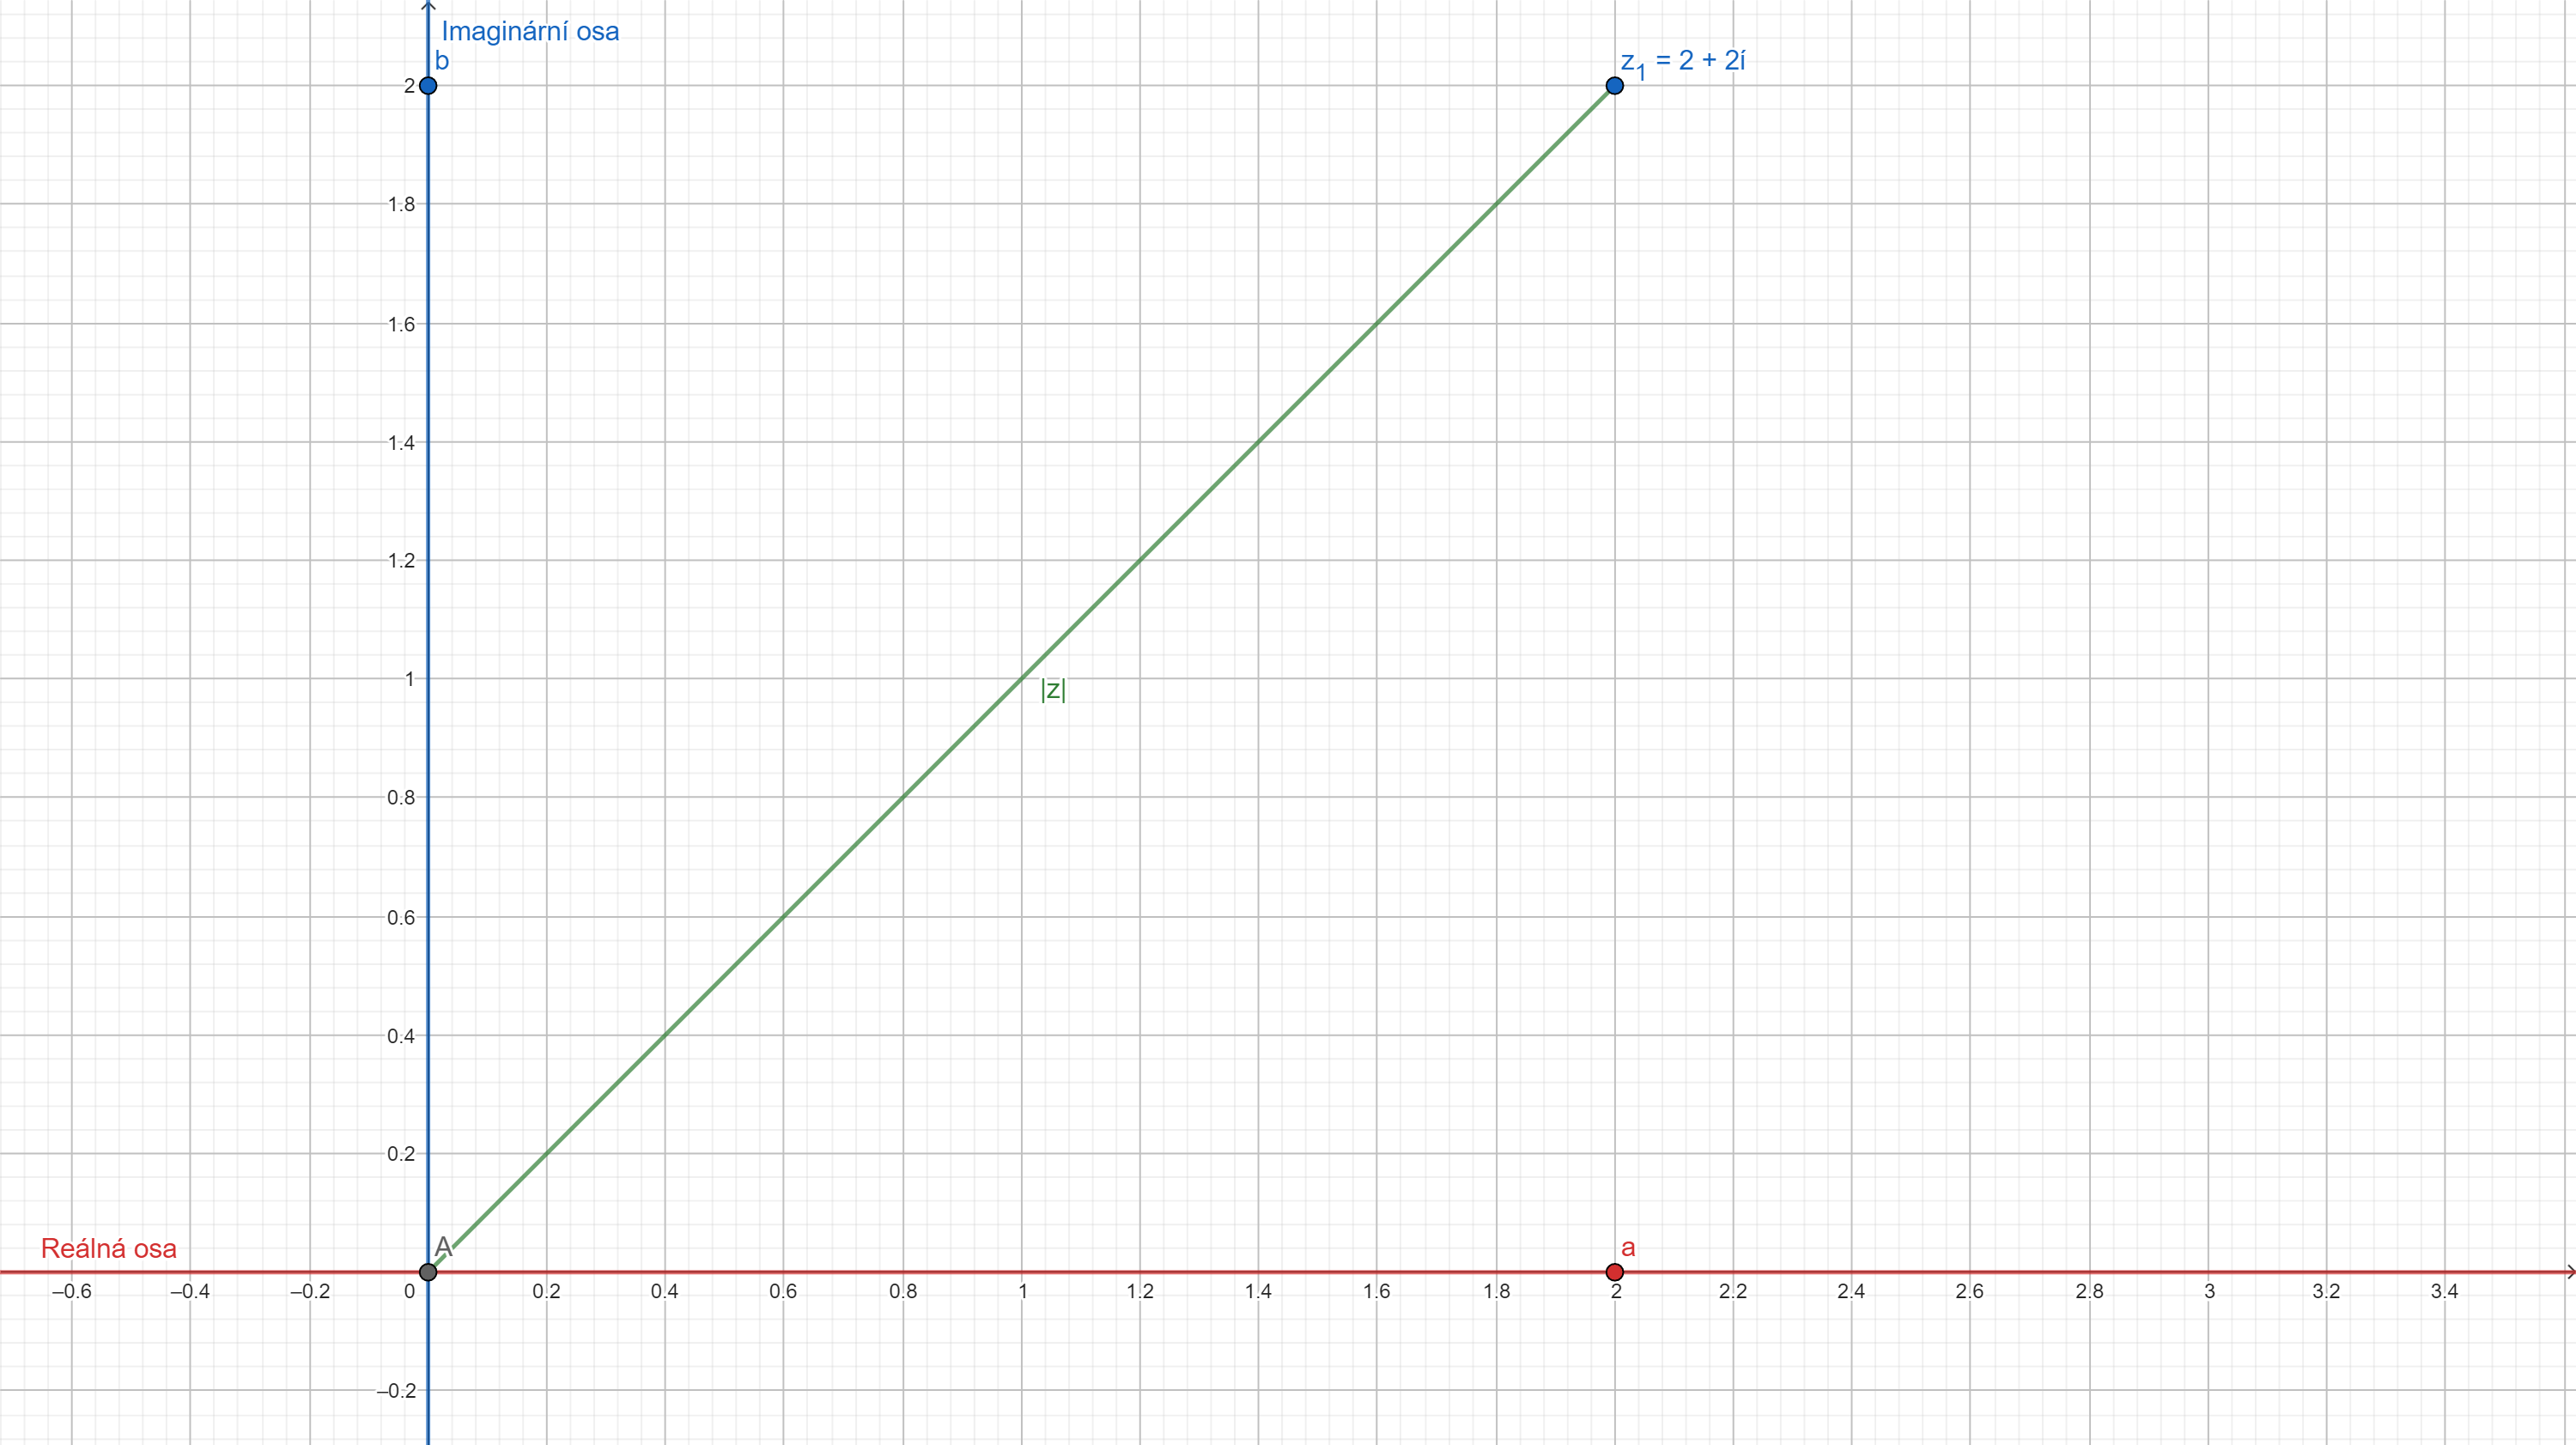 Imaginární osa
b
z₁ = 2 + 2í
2
1.8
1.6
1.4
1.2
1
|z|
0.8
0.6
0.4
0.2
Reálná osa
A
a
–0.6 –0.4 –0.2 0 0.2 0.4 0.6 0.8 1 1.2 1.4 1.6 1.8 2 2.2 2.4 2.6 2.8 3 3.2 3.4
–0.2